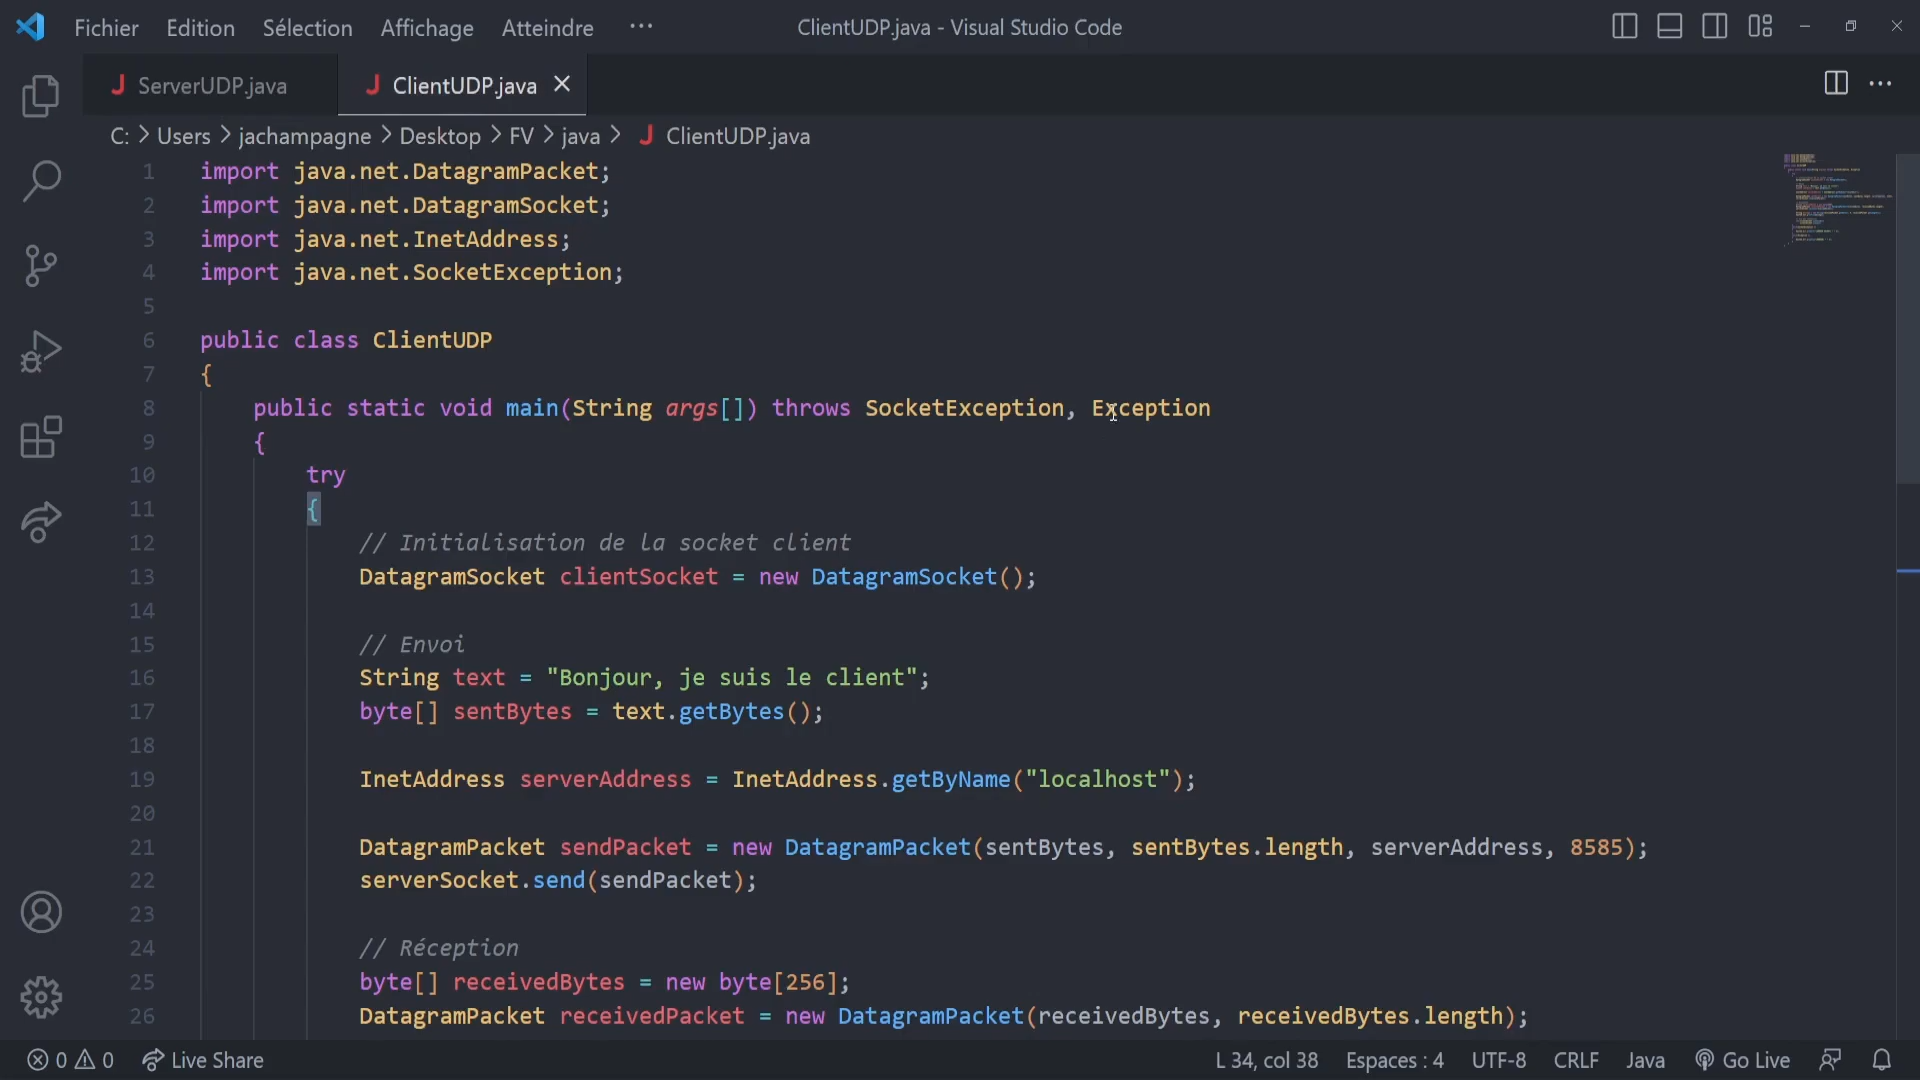 Fichier Edition Sélection Affichage Atteindre ··· ClientUDP.java - Visual Studio Code
J ServerUDP.java J ClientUDP.java
C: > Users > jachampagne > Desktop > FV > java > J ClientUDP.java
1 import java.net.DatagramPacket;
2 import java.net.DatagramSocket;
3 import java.net.InetAddress;
4 import java.net.SocketException;
5
6 public class ClientUDP
7 {
8 public static void main(String args[]) throws SocketException, Exception
9 {
10 try
11 {
12 // Initialisation de la socket client
13 DatagramSocket clientSocket = new DatagramSocket();
14
15 // Envoi
16 String text = "Bonjour, je suis le client";
17 byte[] sentBytes = text.getBytes();
18
19 InetAddress serverAddress = InetAddress.getByName("localhost");
20
21 DatagramPacket sendPacket = new DatagramPacket(sentBytes, sentBytes.length, serverAddress, 8585);
22 serverSocket.send(sendPacket);
23
24 // Réception
25 byte[] receivedBytes = new byte[256];
26 DatagramPacket receivedPacket = new DatagramPacket(receivedBytes, receivedBytes.length);
0 0 Live Share L 34, col 38 Espaces : 4 UTF-8 CRLF Java Go Live